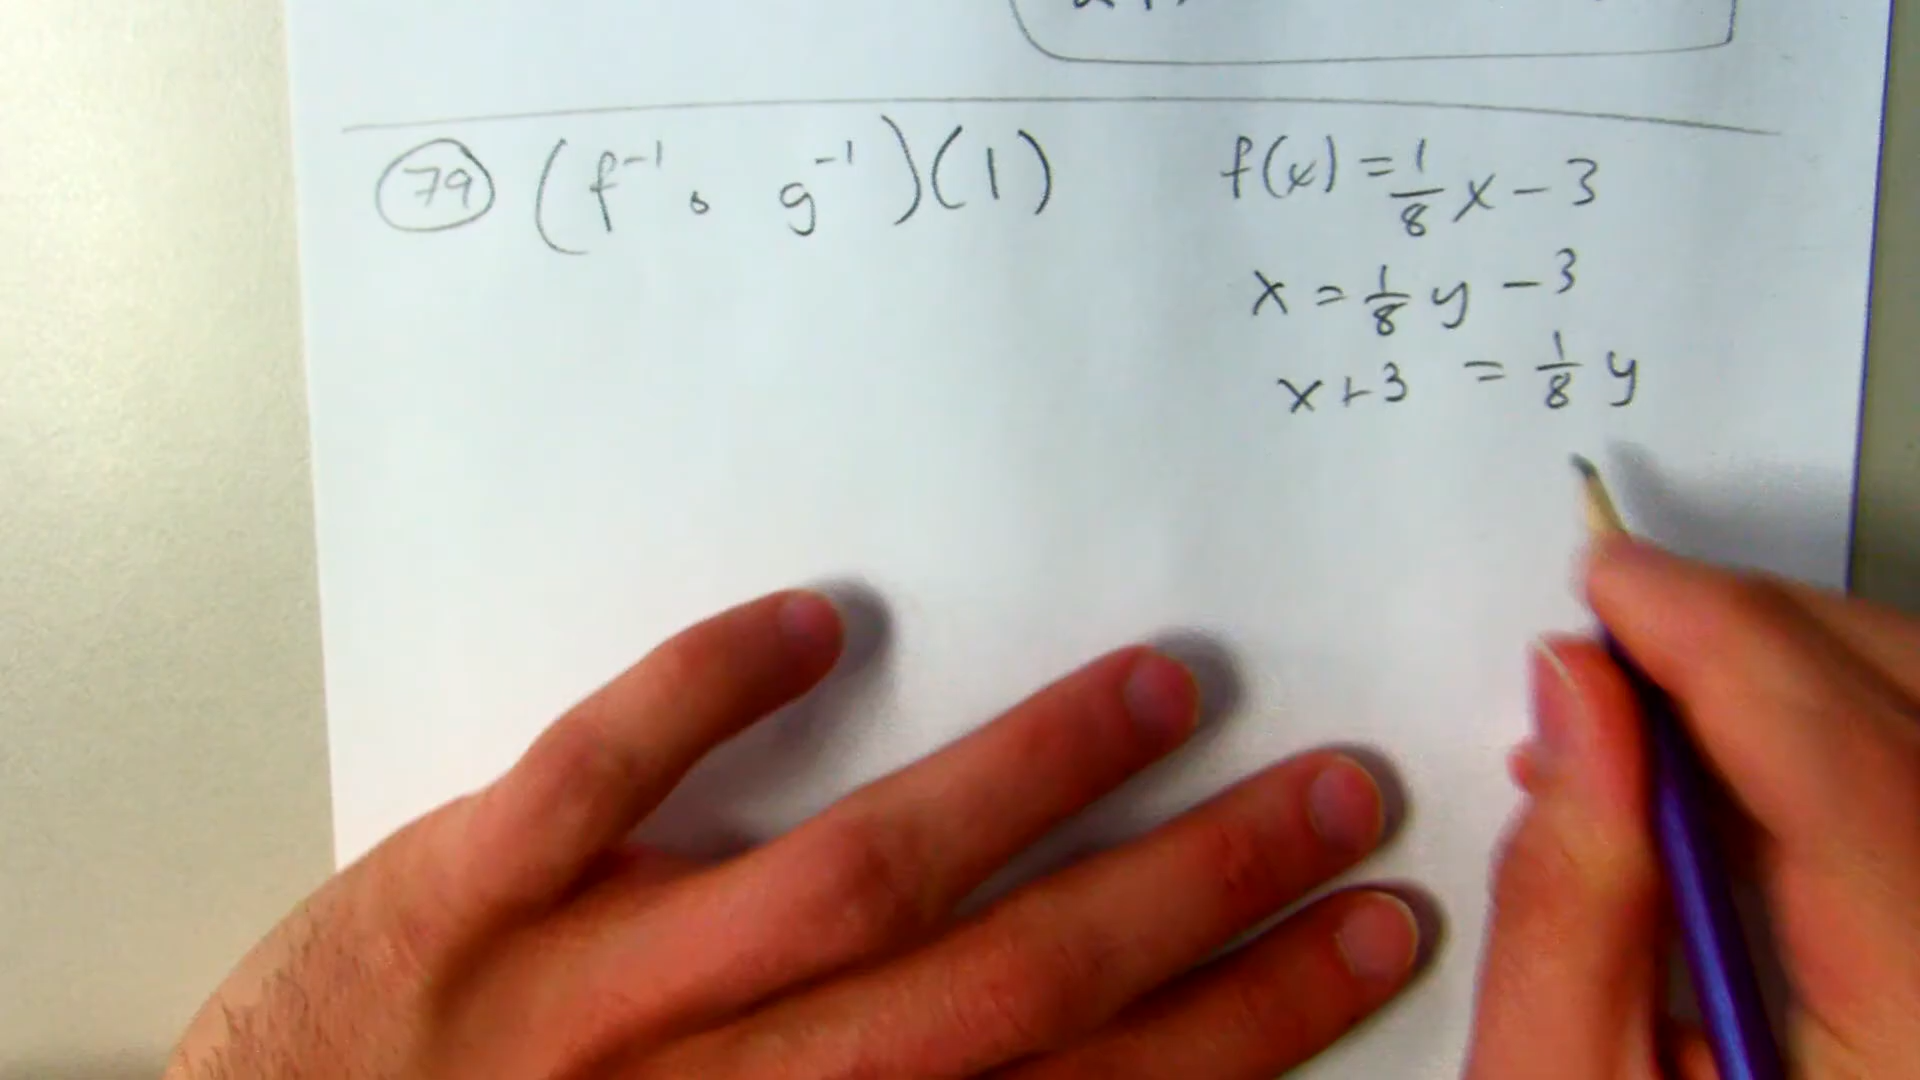 79 (f⁻¹ ∘ g⁻¹)(1)
f(x) = 1/8 x - 3
x = 1/8 y - 3
x + 3 = 1/8 y